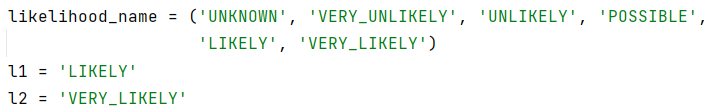 likelihood_name = ('UNKNOWN', 'VERY_UNLIKELY', 'UNLIKELY', 'POSSIBLE',
                   'LIKELY', 'VERY_LIKELY')
l1 = 'LIKELY'
l2 = 'VERY_LIKELY'